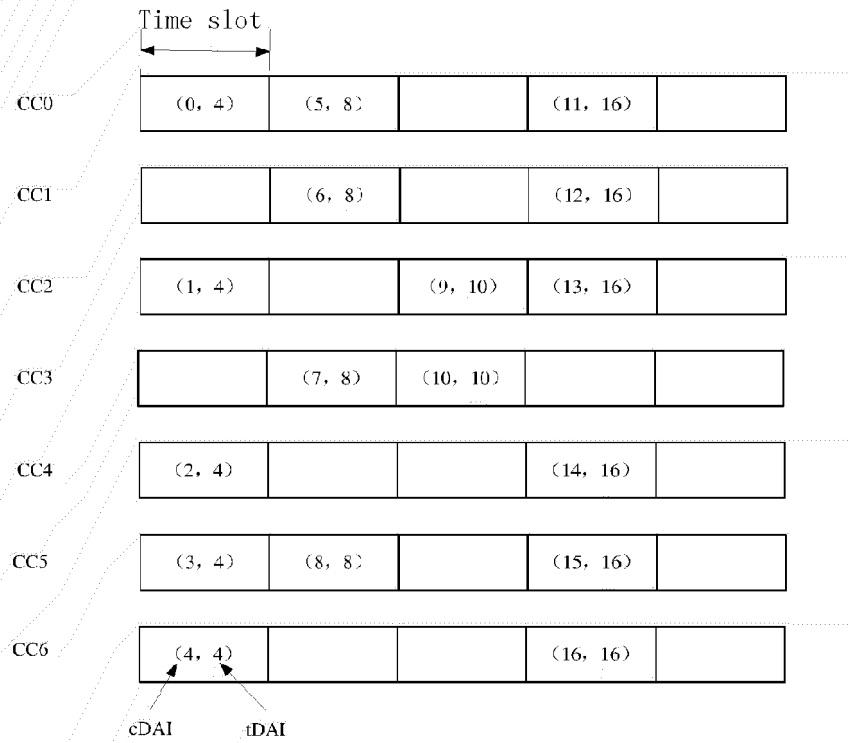 Time slot
CC0 (0, 4) (5, 8) (11, 16)
CC1 (6, 8) (12, 16)
CC2 (1, 4) (9, 10) (13, 16)
CC3 (7, 8) (10, 10)
CC4 (2, 4) (14, 16)
CC5 (3, 4) (8, 8) (15, 16)
CC6 (4, 4) (16, 16)
cDAI tDAI